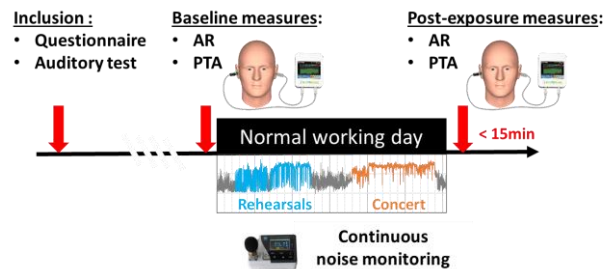 Inclusion :
• Questionnaire
• Auditory test
Baseline measures:
• AR
• PTA
Post-exposure measures:
• AR
• PTA
< 15min
Normal working day
Rehearsals
Concert
Continuous
noise monitoring